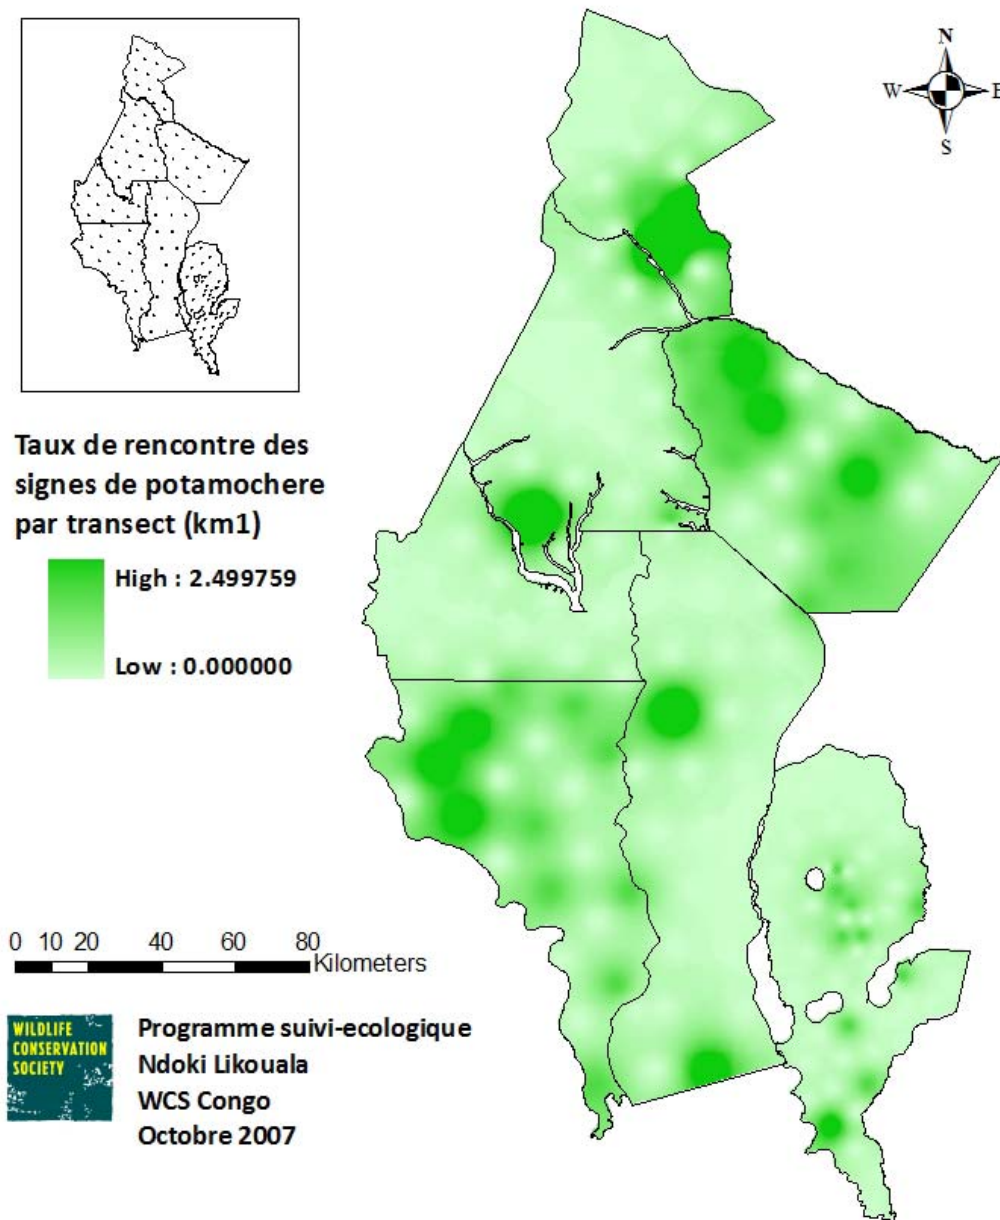 N
W E
S
Taux de rencontre des
signes de potamochere
par transect (km1)
High : 2.499759
Low : 0.000000
0 10 20 40 60 80
Kilometers
WILDLIFE
CONSERVATION
SOCIETY
Programme suivi-ecologique
Ndoki Likouala
WCS Congo
Octobre 2007